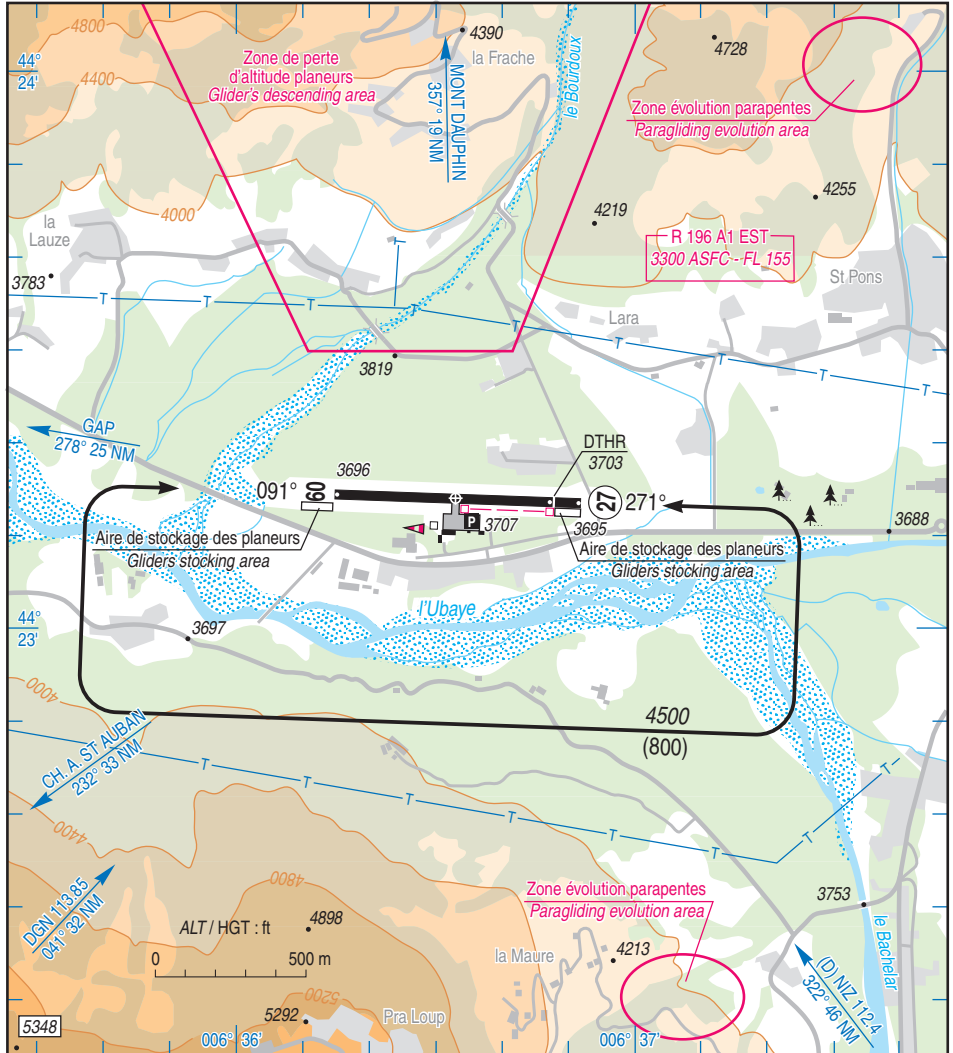 4800
4390
4728
44°
24'
Zone de perte
d'altitude planeurs
Glider's descending area
la Frache
le Bourdoux
4400
MONT DAUPHIN
357° 19 NM
Zone évolution parapentes
Paragliding evolution area
4255
4000
4219
la
Lauze
R 196 A1 EST
3300 ASFC - FL 155
T
3783
St Pons
T
T
T
T
Lara
T
T
T
3819
GAP
278° 25 NM
DTHR
3703
3696
091°
09
27
271°
P
3707
3695
3688
Aire de stockage des planeurs
Gliders stocking area
Aire de stockage des planeurs
Gliders stocking area
l'Ubaye
44°
23'
3697
4000
4500
(800)
CH. A. ST AUBAN
232° 33 NM
T
T
T
T
T
T
T
4400
4800
DGN 113.85
041° 32 NM
Zone évolution parapentes
Paragliding evolution area
3753
ALT / HGT : ft
4898
0
500 m
la Maure
4213
le Bachelar
(D) NIZ 112.4
322° 46 NM
5200
5292
Pra Loup
5348
006° 36'
006° 37'